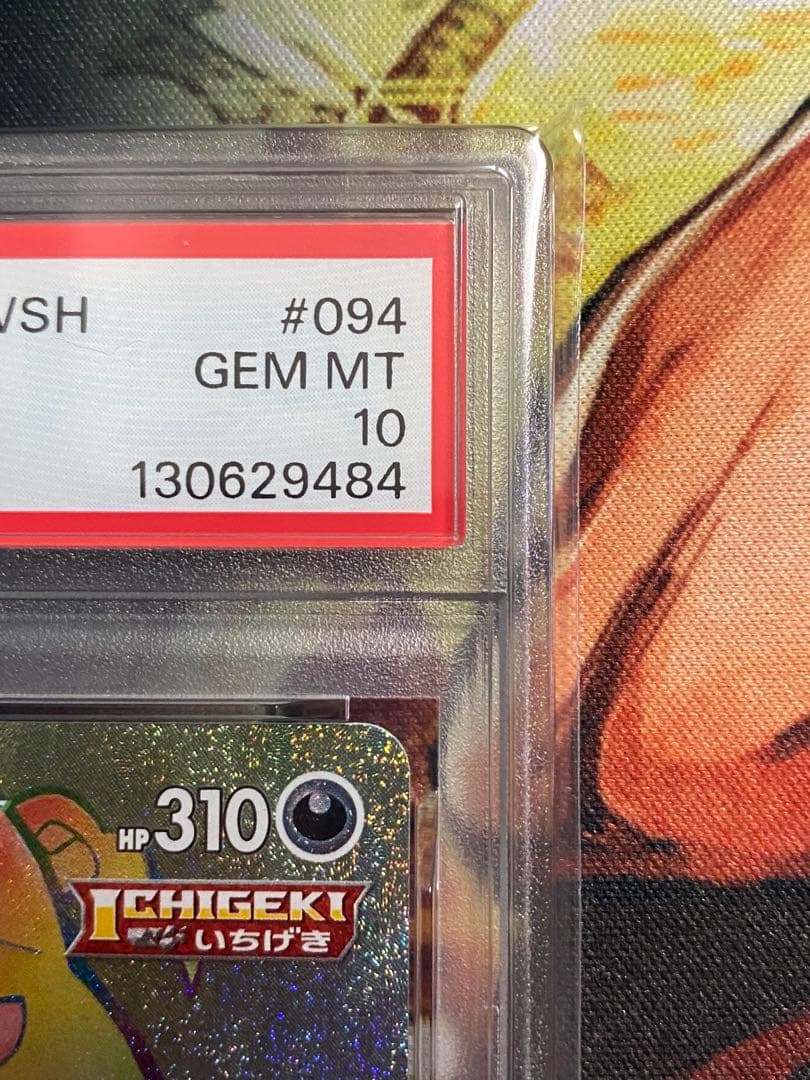 WSH #094
GEM MT
10
130629484
HP310
ICHIGEKI
いちげき